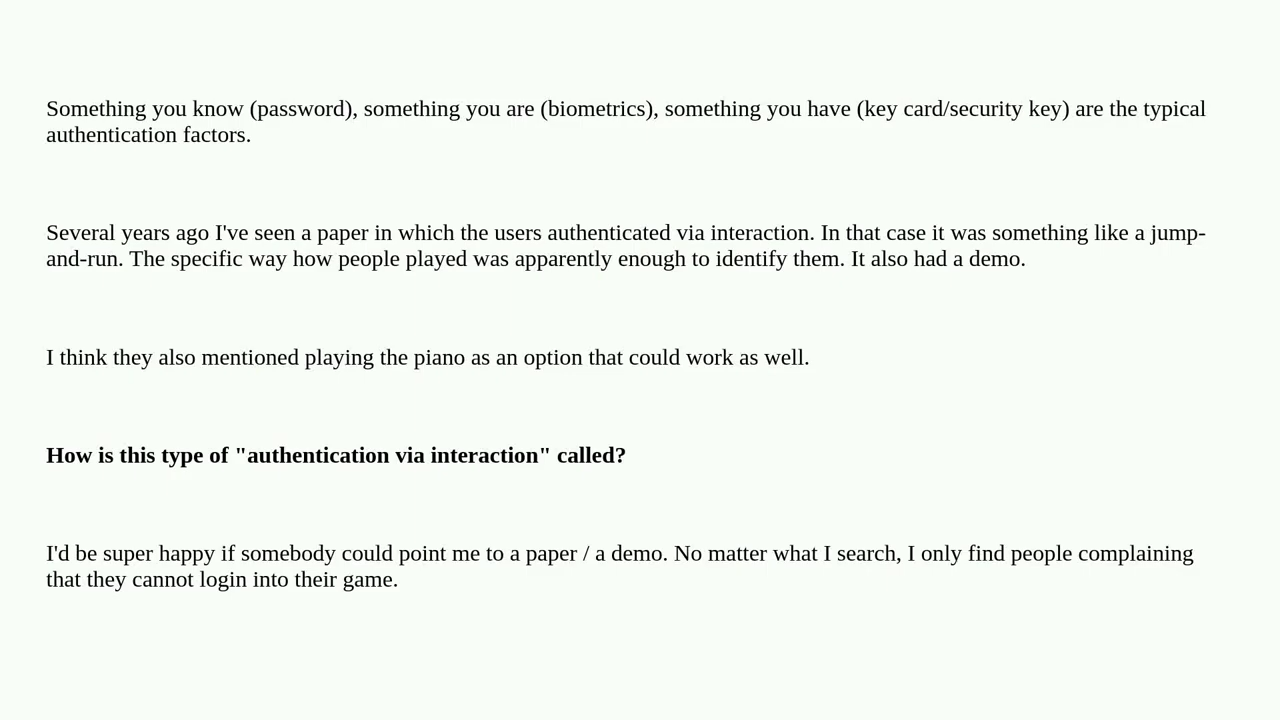 Something you know (password), something you are (biometrics), something you have (key card/security key) are the typical
authentication factors.
Several years ago I've seen a paper in which the users authenticated via interaction. In that case it was something like a jump-
and-run. The specific way how people played was apparently enough to identify them. It also had a demo.
I think they also mentioned playing the piano as an option that could work as well.
How is this type of "authentication via interaction" called?
I'd be super happy if somebody could point me to a paper / a demo. No matter what I search, I only find people complaining
that they cannot login into their game.